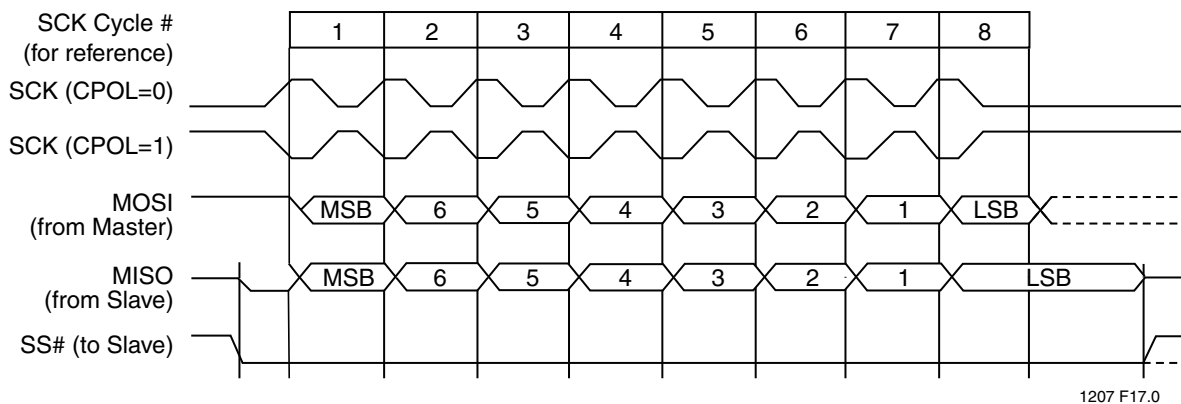 SCK Cycle # 1 2 3 4 5 6 7 8
(for reference)
SCK (CPOL=0)
SCK (CPOL=1)
MOSI MSB 6 5 4 3 2 1 LSB
(from Master)
MISO MSB 6 5 4 3 2 1 LSB
(from Slave)
SS# (to Slave)
1207 F17.0